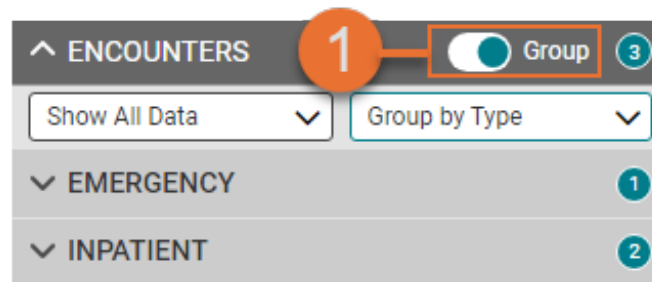 ENCOUNTERS 1 Group 3
Show All Data Group by Type
EMERGENCY 1
INPATIENT 2